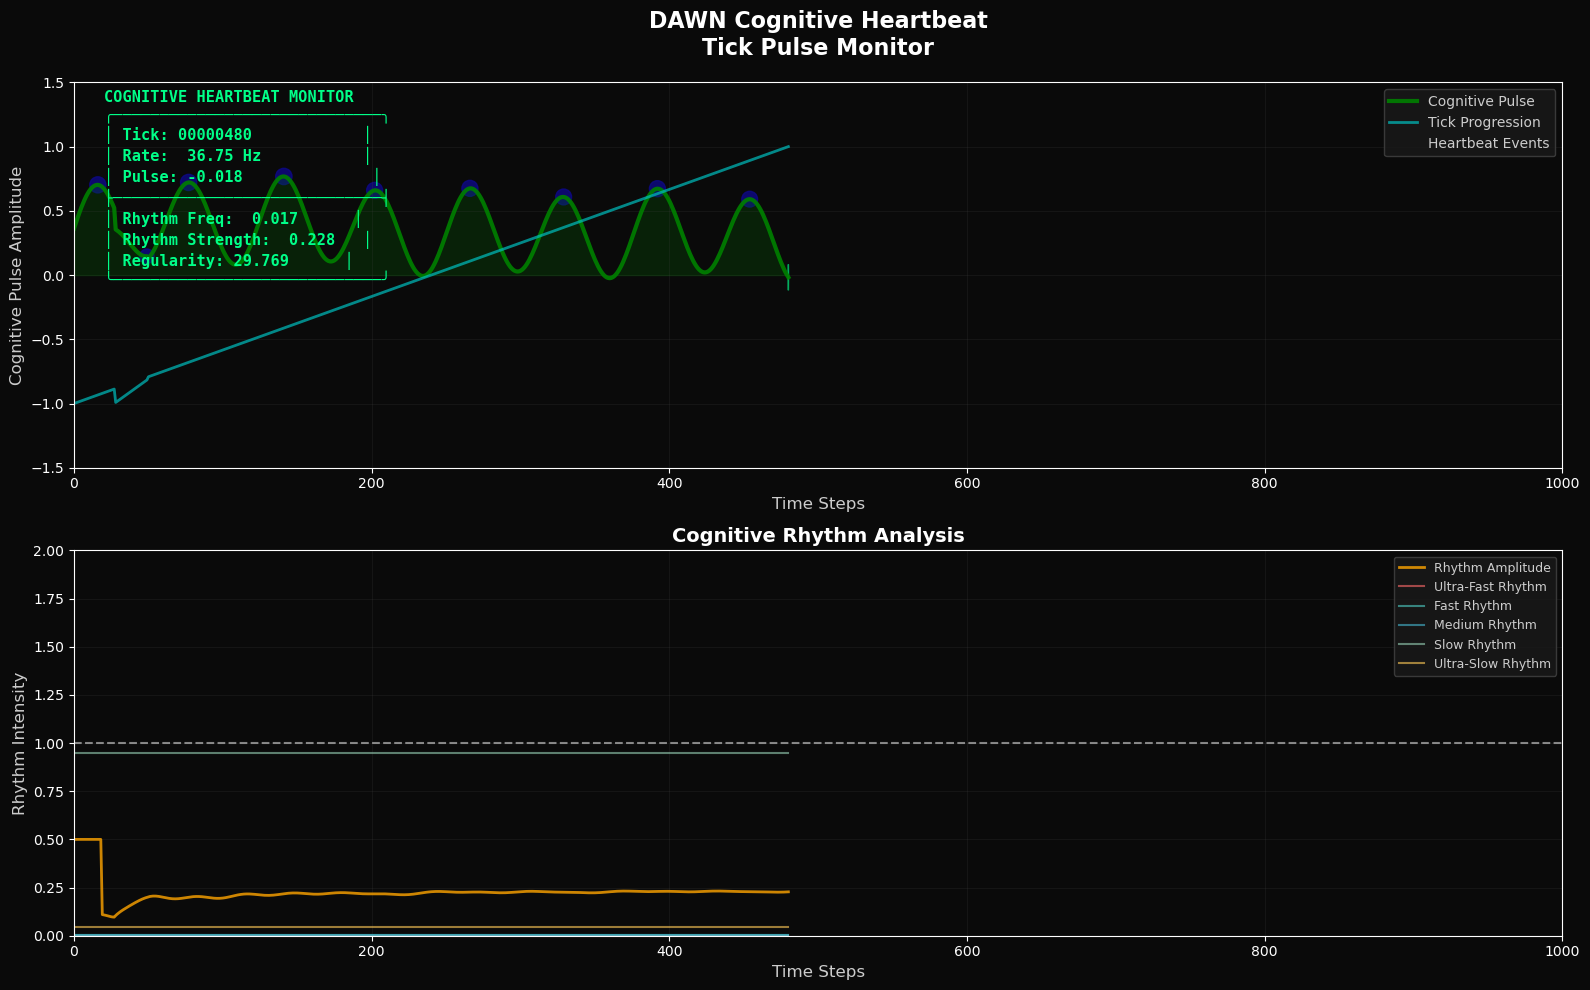 DAWN Cognitive Heartbeat
Tick Pulse Monitor
Cognitive Pulse Amplitude
1.5
1.0
0.5
0.0
−0.5
−1.0
−1.5
COGNITIVE HEARTBEAT MONITOR
Tick: 00000480
Rate: 36.75 Hz
Pulse: -0.018
Rhythm Freq: 0.017
Rhythm Strength: 0.228
Regularity: 29.769
Cognitive Pulse
Tick Progression
Heartbeat Events
0 200 400 600 800 1000
Time Steps
Cognitive Rhythm Analysis
Rhythm Intensity
2.00
1.75
1.50
1.25
1.00
0.75
0.50
0.25
0.00
Rhythm Amplitude
Ultra-Fast Rhythm
Fast Rhythm
Medium Rhythm
Slow Rhythm
Ultra-Slow Rhythm
0 200 400 600 800 1000
Time Steps